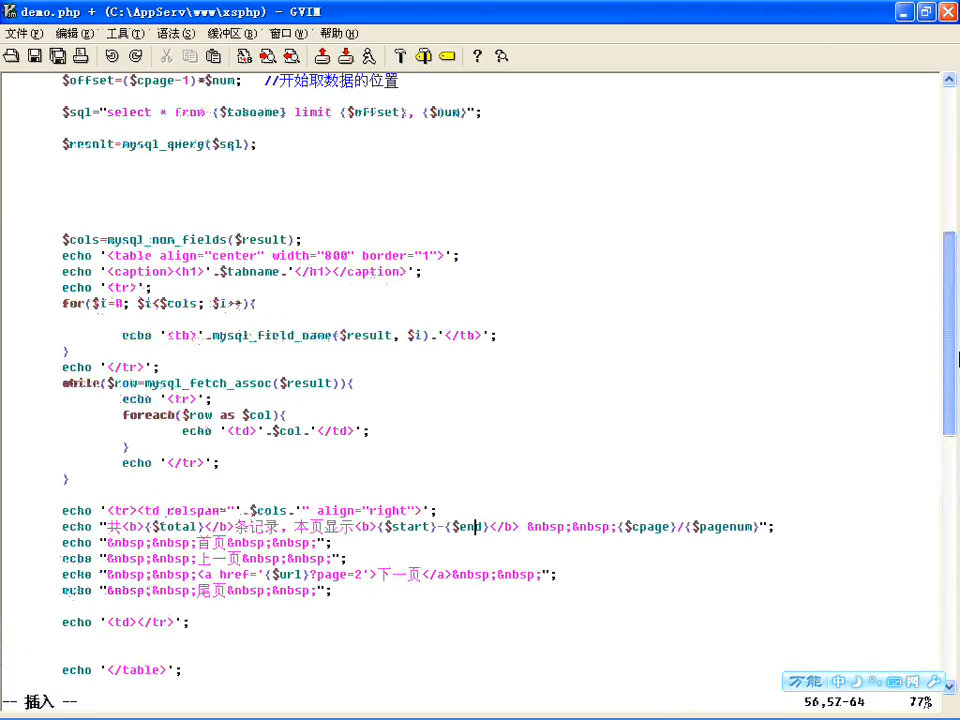 demo.php + (C:\AppServ\www\xsphp) - GVIM
文件(F) 编辑(E) 工具(T) 语法(S) 缓冲区(B) 窗口(W) 帮助(H)
$offset=($cpage-1)*$num; //开始取数据的位置
$sql="select * from {$tabname} limit {$offset}, {$num}";
$result=mysql_query($sql);
$cols=mysql_num_fields($result);
echo '<table align="center" width="800" border="1">';
echo '<caption><h1>'.$tabname.'</h1></caption>';
echo '<tr>';
for($i=0; $i<$cols; $i++){
echo '<th>'.mysql_field_name($result, $i).'</th>';
}
echo '</tr>';
while($row=mysql_fetch_assoc($result)){
echo '<tr>';
foreach($row as $col){
echo '<td>'.$col.'</td>';
}
echo '</tr>';
}
echo '<tr><td colspan="'.$cols.'" align="right">';
echo "共<b>{$total}</b>条记录，本页显示<b>{$start}-{$end}</b> &nbsp;&nbsp;{$cpage}/{$pagenum}";
echo "&nbsp;&nbsp;首页&nbsp;&nbsp;";
echo "&nbsp;&nbsp;上一页&nbsp;&nbsp;";
echo "&nbsp;&nbsp;<a href='{$url}?page=2'>下一页</a>&nbsp;&nbsp;";
echo "&nbsp;&nbsp;尾页&nbsp;&nbsp;";
echo '<td></tr>';
echo '</table>';
万能 中 网
-- 插入 -- 56,57-64 77%